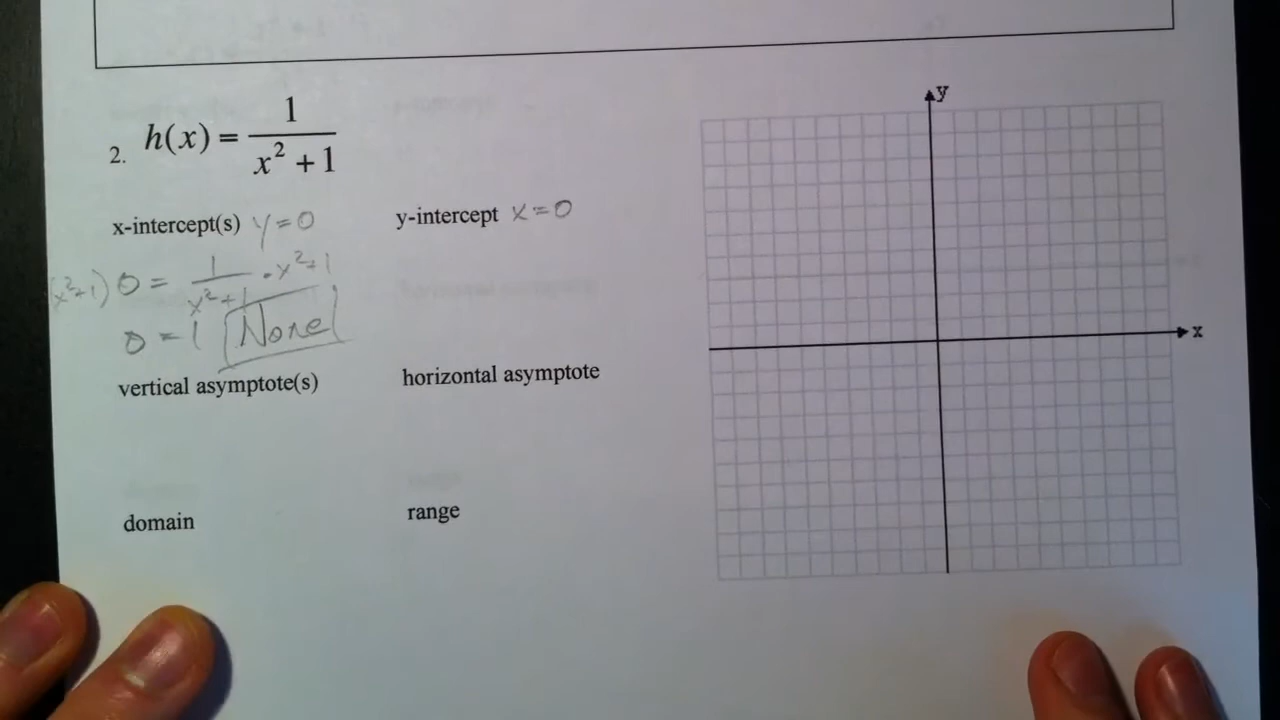 2. h(x) = 1 / (x² + 1)
x-intercept(s) y = 0
y-intercept x = 0
(x²+1) 0 = 1 / (x²+1) · x²+1
0 = 1 None
vertical asymptote(s)
horizontal asymptote
domain
range
y
x